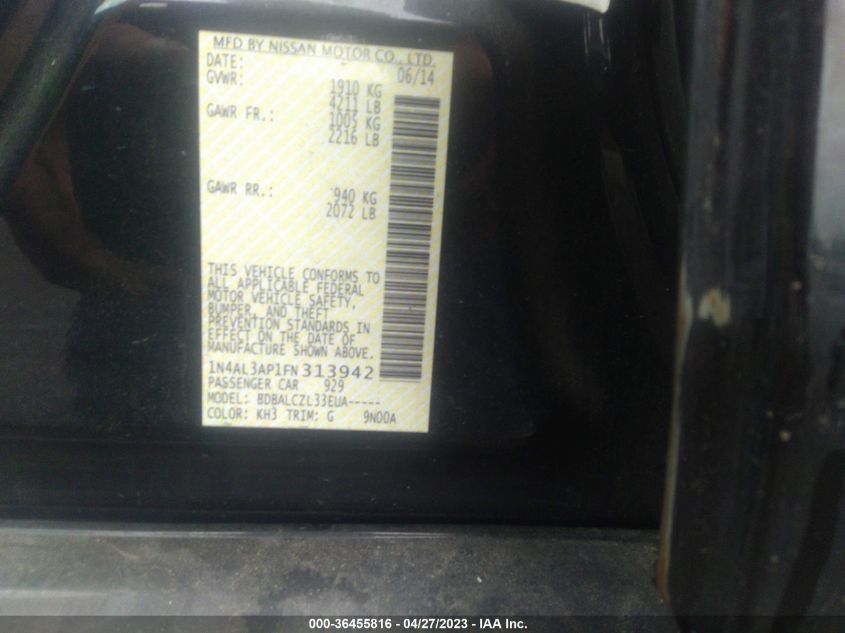 MFD BY NISSAN MOTOR CO., LTD.
DATE: 06/14
GVWR: 1910 KG
4211 LB
GAWR FR.: 1005 KG
2216 LB
GAWR RR.: 940 KG
2072 LB
THIS VEHICLE CONFORMS TO
ALL APPLICABLE FEDERAL
MOTOR VEHICLE SAFETY,
BUMPER, AND THEFT
PREVENTION STANDARDS IN
EFFECT ON THE DATE OF
MANUFACTURE SHOWN ABOVE.
1N4AL3AP1FN313942
PASSENGER CAR 929
MODEL: BDBALCZL33EUA-----
COLOR: KH3 TRIM: G 9N00A
000-36455816 - 04/27/2023 - IAA Inc.